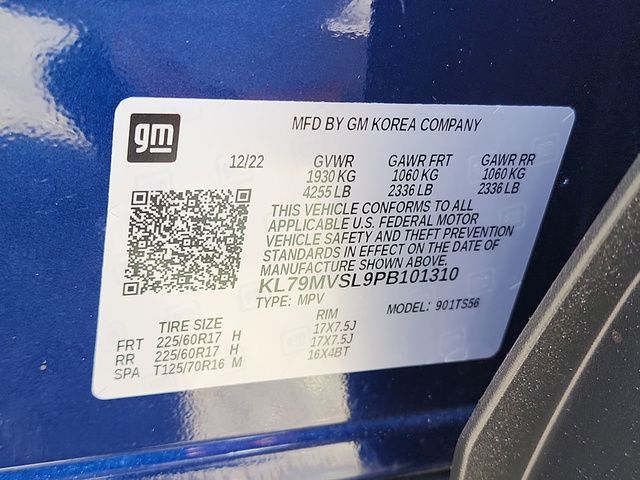 gm
MFD BY GM KOREA COMPANY
12/22 GVWR GAWR FRT GAWR RR
1930 KG 1060 KG 1060 KG
4255 LB 2336 LB 2336 LB
THIS VEHICLE CONFORMS TO ALL
APPLICABLE U.S. FEDERAL MOTOR
VEHICLE SAFETY AND THEFT PREVENTION
STANDARDS IN EFFECT ON THE DATE OF
MANUFACTURE SHOWN ABOVE.
KL79MVSL9PB101310
TYPE: MPV MODEL: 901TS56
TIRE SIZE RIM
FRT 225/60R17 H 17X7.5J
RR 225/60R17 H 17X7.5J
SPA T125/70R16 M 16X4BT